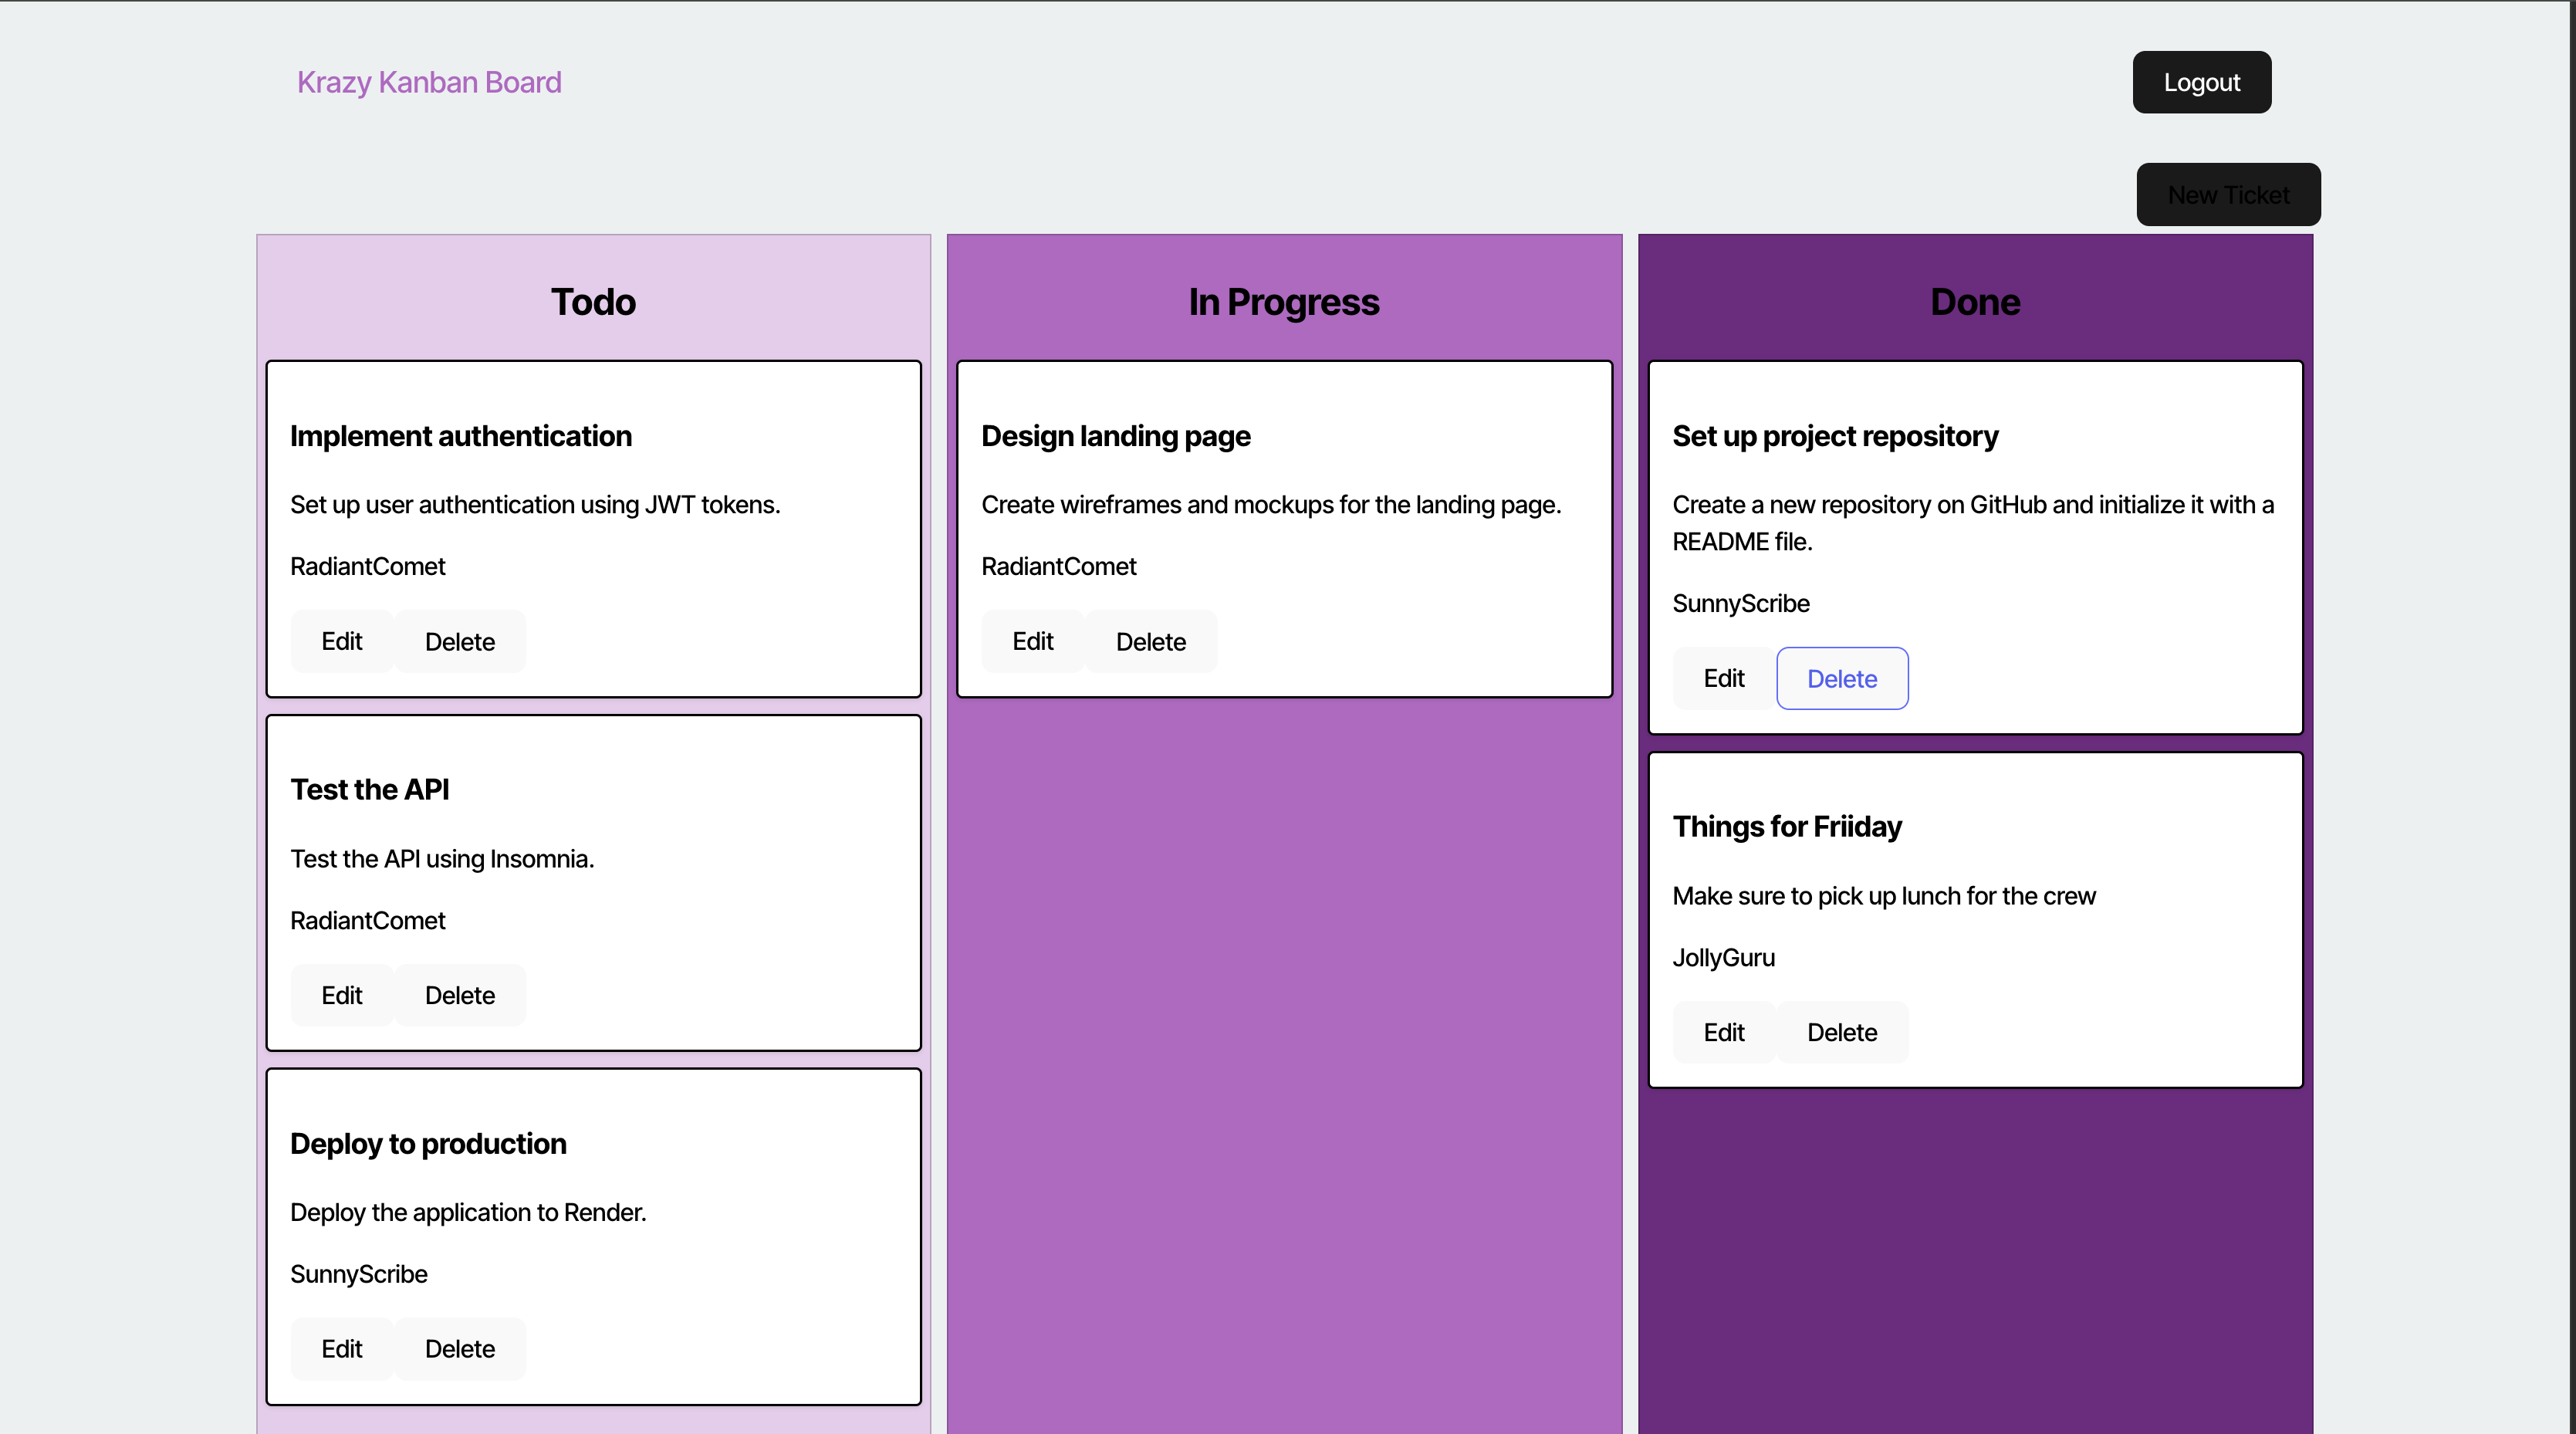 Krazy Kanban Board
Logout
New Ticket
Todo
Implement authentication
Set up user authentication using JWT tokens.
RadiantComet
Edit Delete
Test the API
Test the API using Insomnia.
RadiantComet
Edit Delete
Deploy to production
Deploy the application to Render.
SunnyScribe
Edit Delete
In Progress
Design landing page
Create wireframes and mockups for the landing page.
RadiantComet
Edit Delete
Done
Set up project repository
Create a new repository on GitHub and initialize it with a
README file.
SunnyScribe
Edit Delete
Things for Friiday
Make sure to pick up lunch for the crew
JollyGuru
Edit Delete